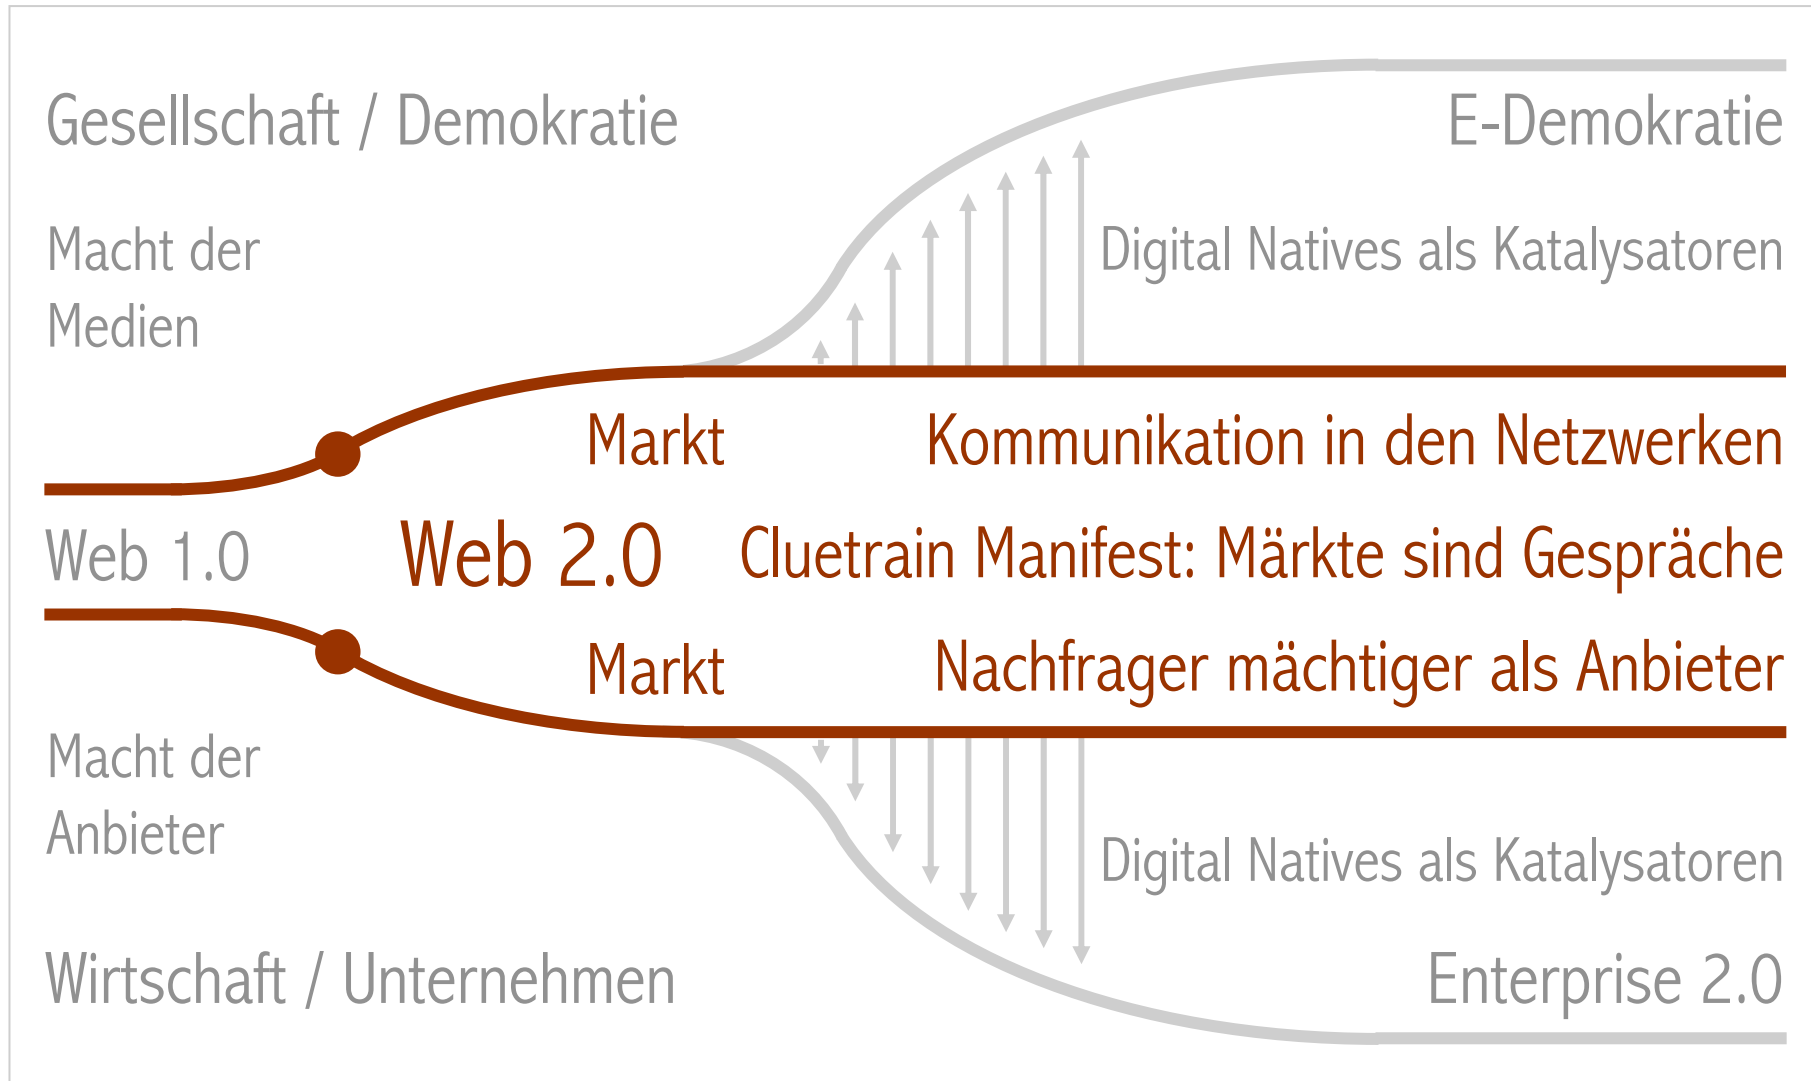 Gesellschaft / Demokratie
E-Demokratie
Macht der
Medien
Digital Natives als Katalysatoren
Markt
Kommunikation in den Netzwerken
Web 1.0
Web 2.0
Cluetrain Manifest: Märkte sind Gespräche
Markt
Nachfrager mächtiger als Anbieter
Macht der
Anbieter
Digital Natives als Katalysatoren
Wirtschaft / Unternehmen
Enterprise 2.0